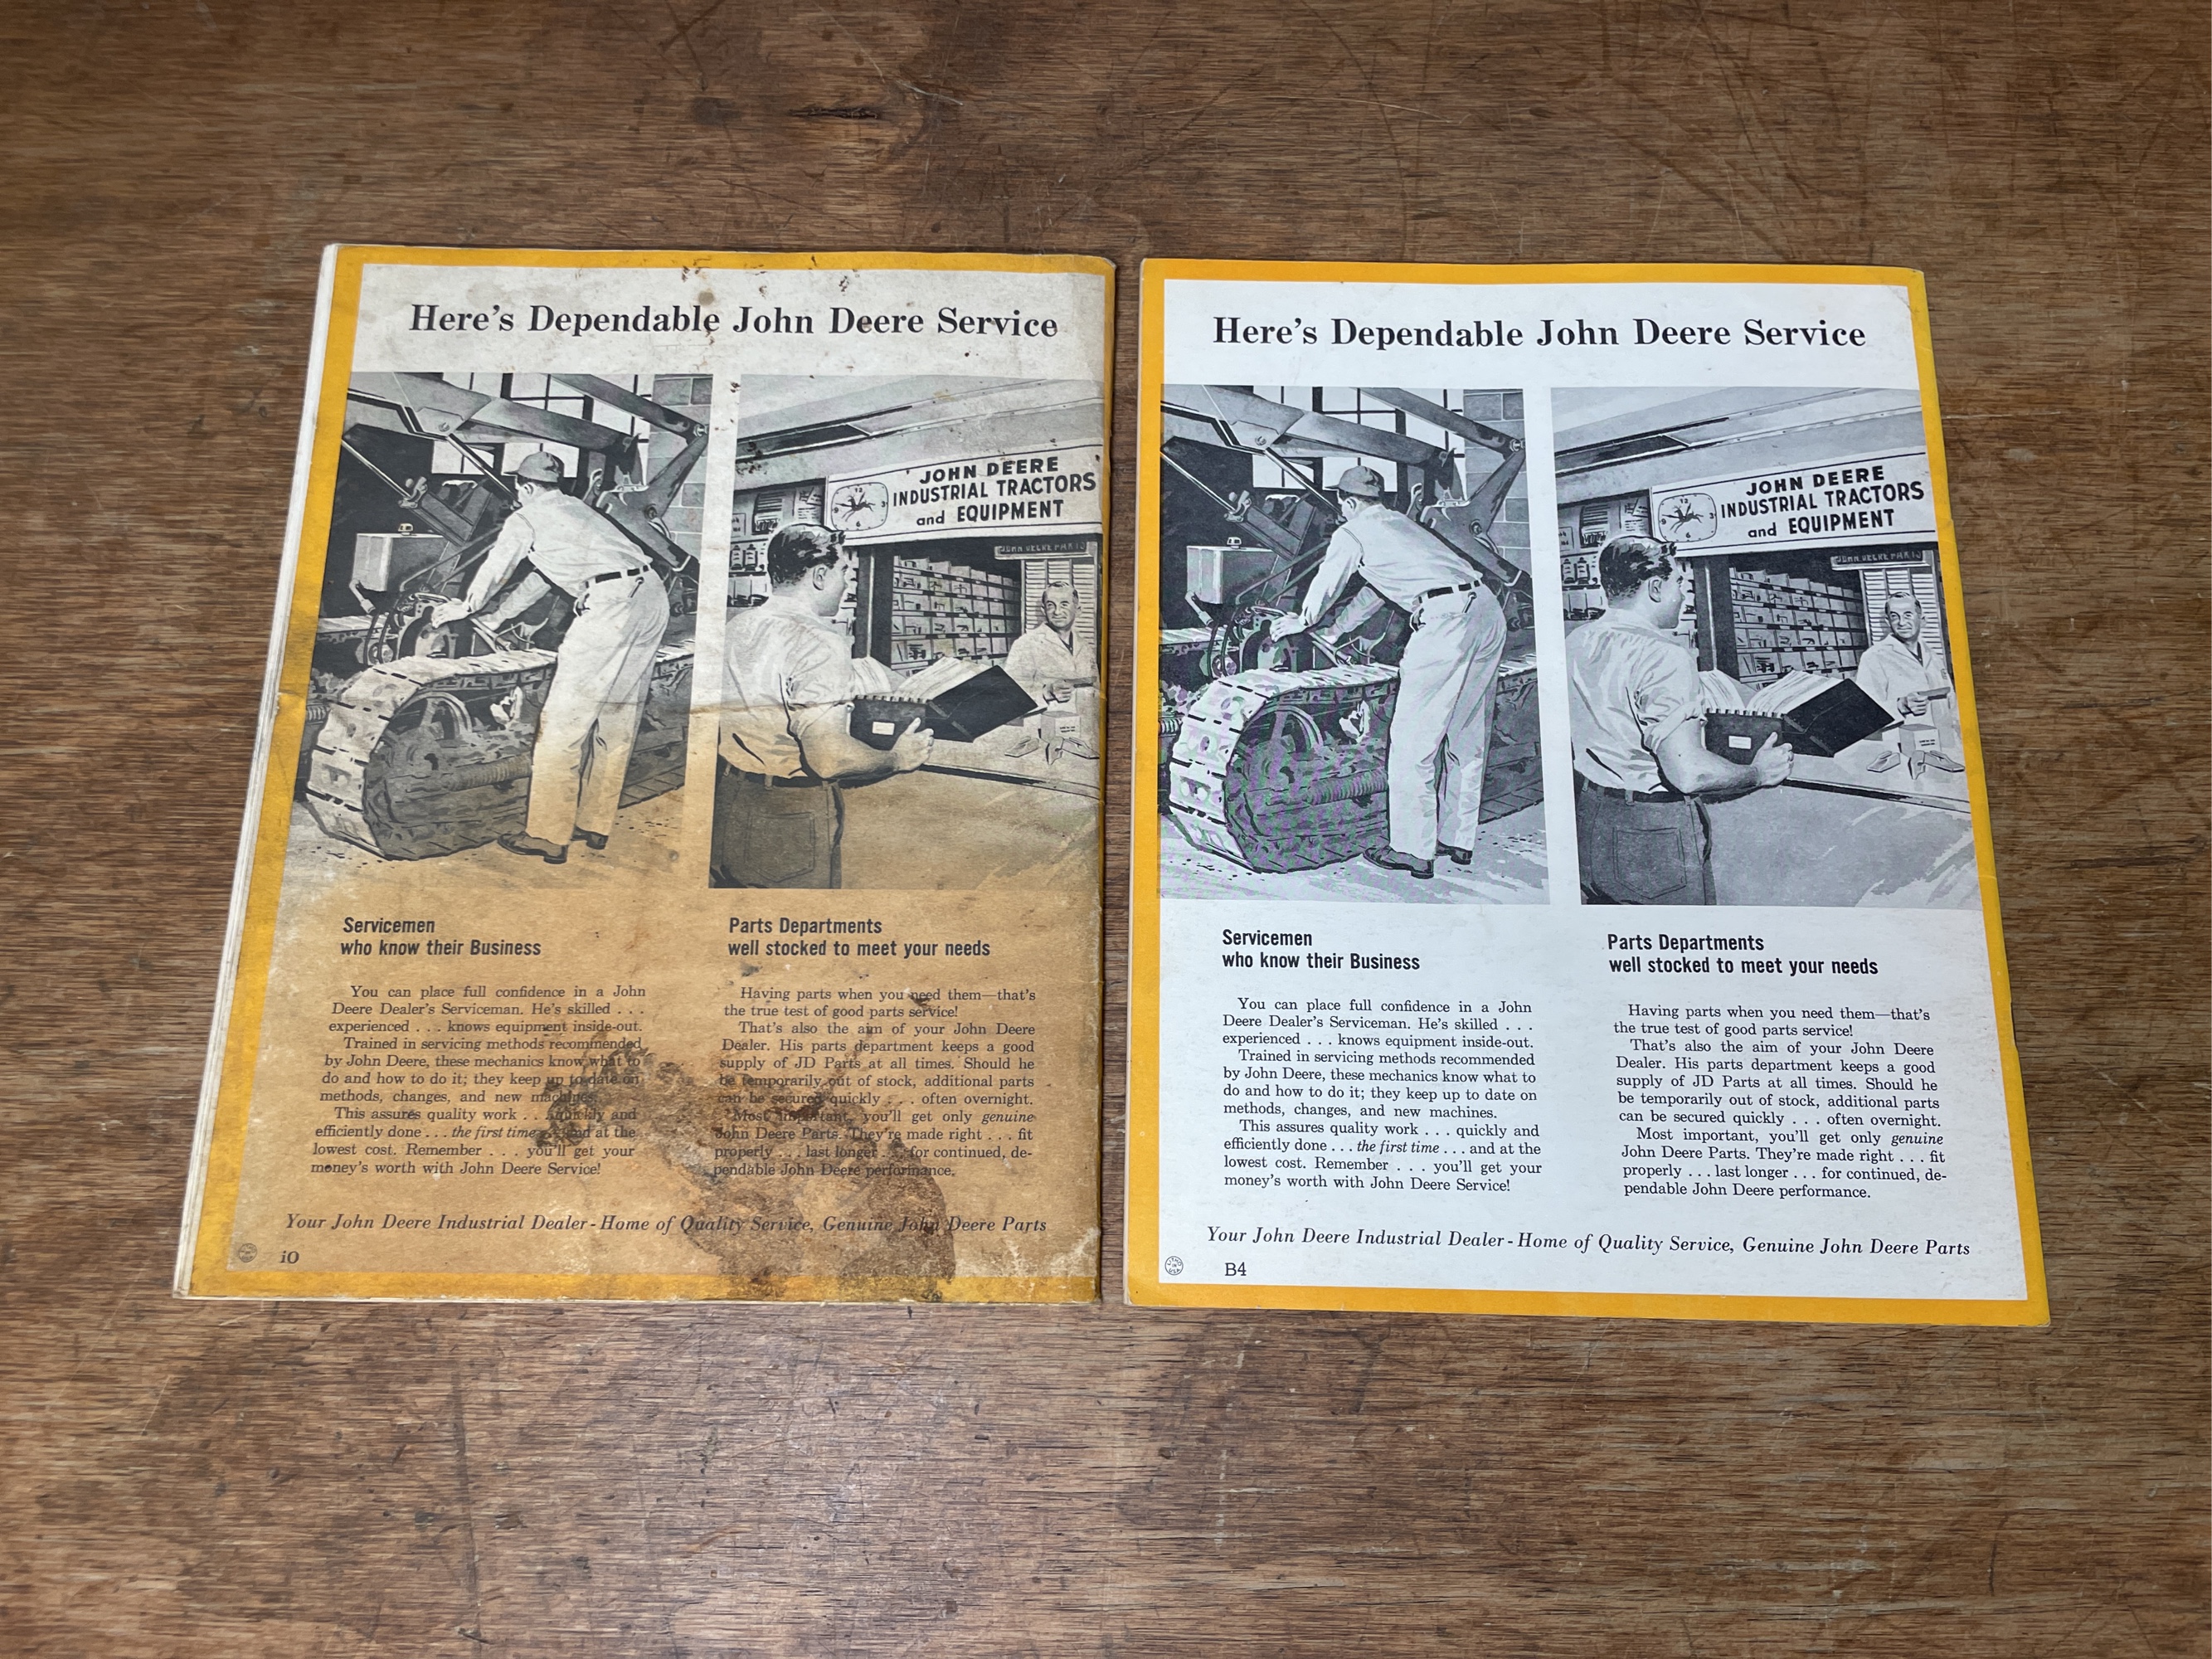 Here's Dependable John Deere Service
JOHN DEERE
INDUSTRIAL TRACTORS
and EQUIPMENT
JOHN DEERE PARTS
Servicemen
who know their Business
You can place full confidence in a John
Deere Dealer's Serviceman. He's skilled . . .
experienced . . . knows equipment inside-out.
Trained in servicing methods recommended
by John Deere, these mechanics know what to
do and how to do it; they keep up to date on
methods, changes, and new machines.
This assures quality work . . . quickly and
efficiently done . . . the first time . . . and at the
lowest cost. Remember . . . you'll get your
money's worth with John Deere Service!
Parts Departments
well stocked to meet your needs
Having parts when you need them—that's
the true test of good parts service!
That's also the aim of your John Deere
Dealer. His parts department keeps a good
supply of JD Parts at all times. Should he
be temporarily out of stock, additional parts
can be secured quickly . . . often overnight.
Most important, you'll get only genuine
John Deere Parts. They're made right . . . fit
properly . . . last longer . . . for continued, de-
pendable John Deere performance.
Your John Deere Industrial Dealer - Home of Quality Service, Genuine John Deere Parts
iO
Here's Dependable John Deere Service
JOHN DEERE
INDUSTRIAL TRACTORS
and EQUIPMENT
JOHN DEERE PARTS
Servicemen
who know their Business
You can place full confidence in a John
Deere Dealer's Serviceman. He's skilled . . .
experienced . . . knows equipment inside-out.
Trained in servicing methods recommended
by John Deere, these mechanics know what to
do and how to do it; they keep up to date on
methods, changes, and new machines.
This assures quality work . . . quickly and
efficiently done . . . the first time . . . and at the
lowest cost. Remember . . . you'll get your
money's worth with John Deere Service!
Parts Departments
well stocked to meet your needs
Having parts when you need them—that's
the true test of good parts service!
That's also the aim of your John Deere
Dealer. His parts department keeps a good
supply of JD Parts at all times. Should he
be temporarily out of stock, additional parts
can be secured quickly . . . often overnight.
Most important, you'll get only genuine
John Deere Parts. They're made right . . . fit
properly . . . last longer . . . for continued, de-
pendable John Deere performance.
Your John Deere Industrial Dealer - Home of Quality Service, Genuine John Deere Parts
B4